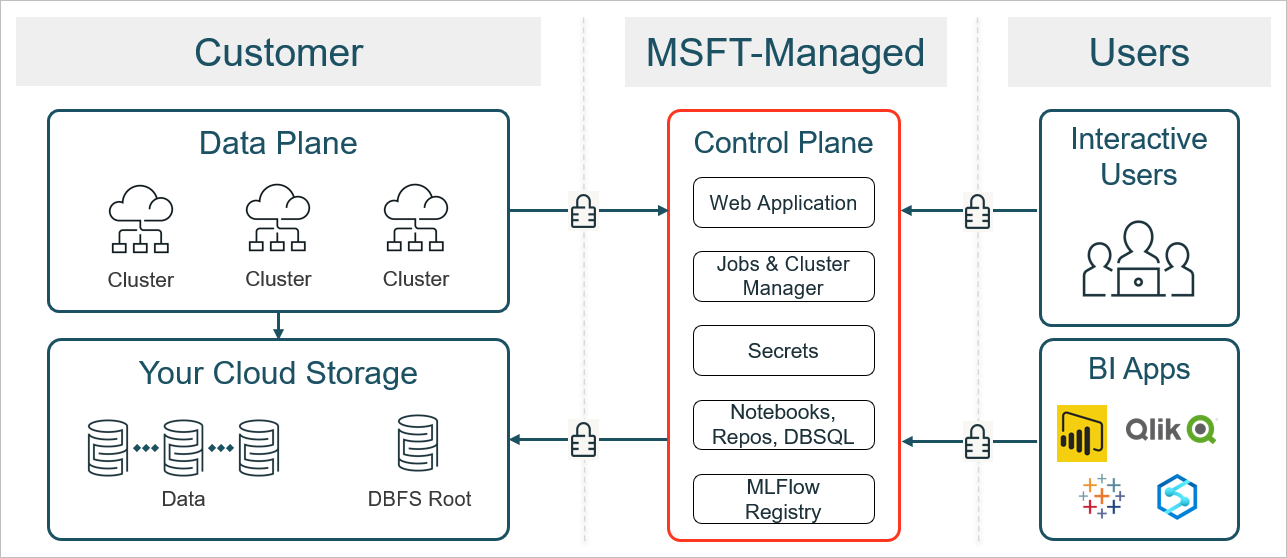 Customer
MSFT-Managed
Users
Data Plane
Cluster
Cluster
Cluster
Your Cloud Storage
Data
DBFS Root
Control Plane
Web Application
Jobs & Cluster
Manager
Secrets
Notebooks,
Repos, DBSQL
MLFlow
Registry
Interactive
Users
BI Apps
Qlik